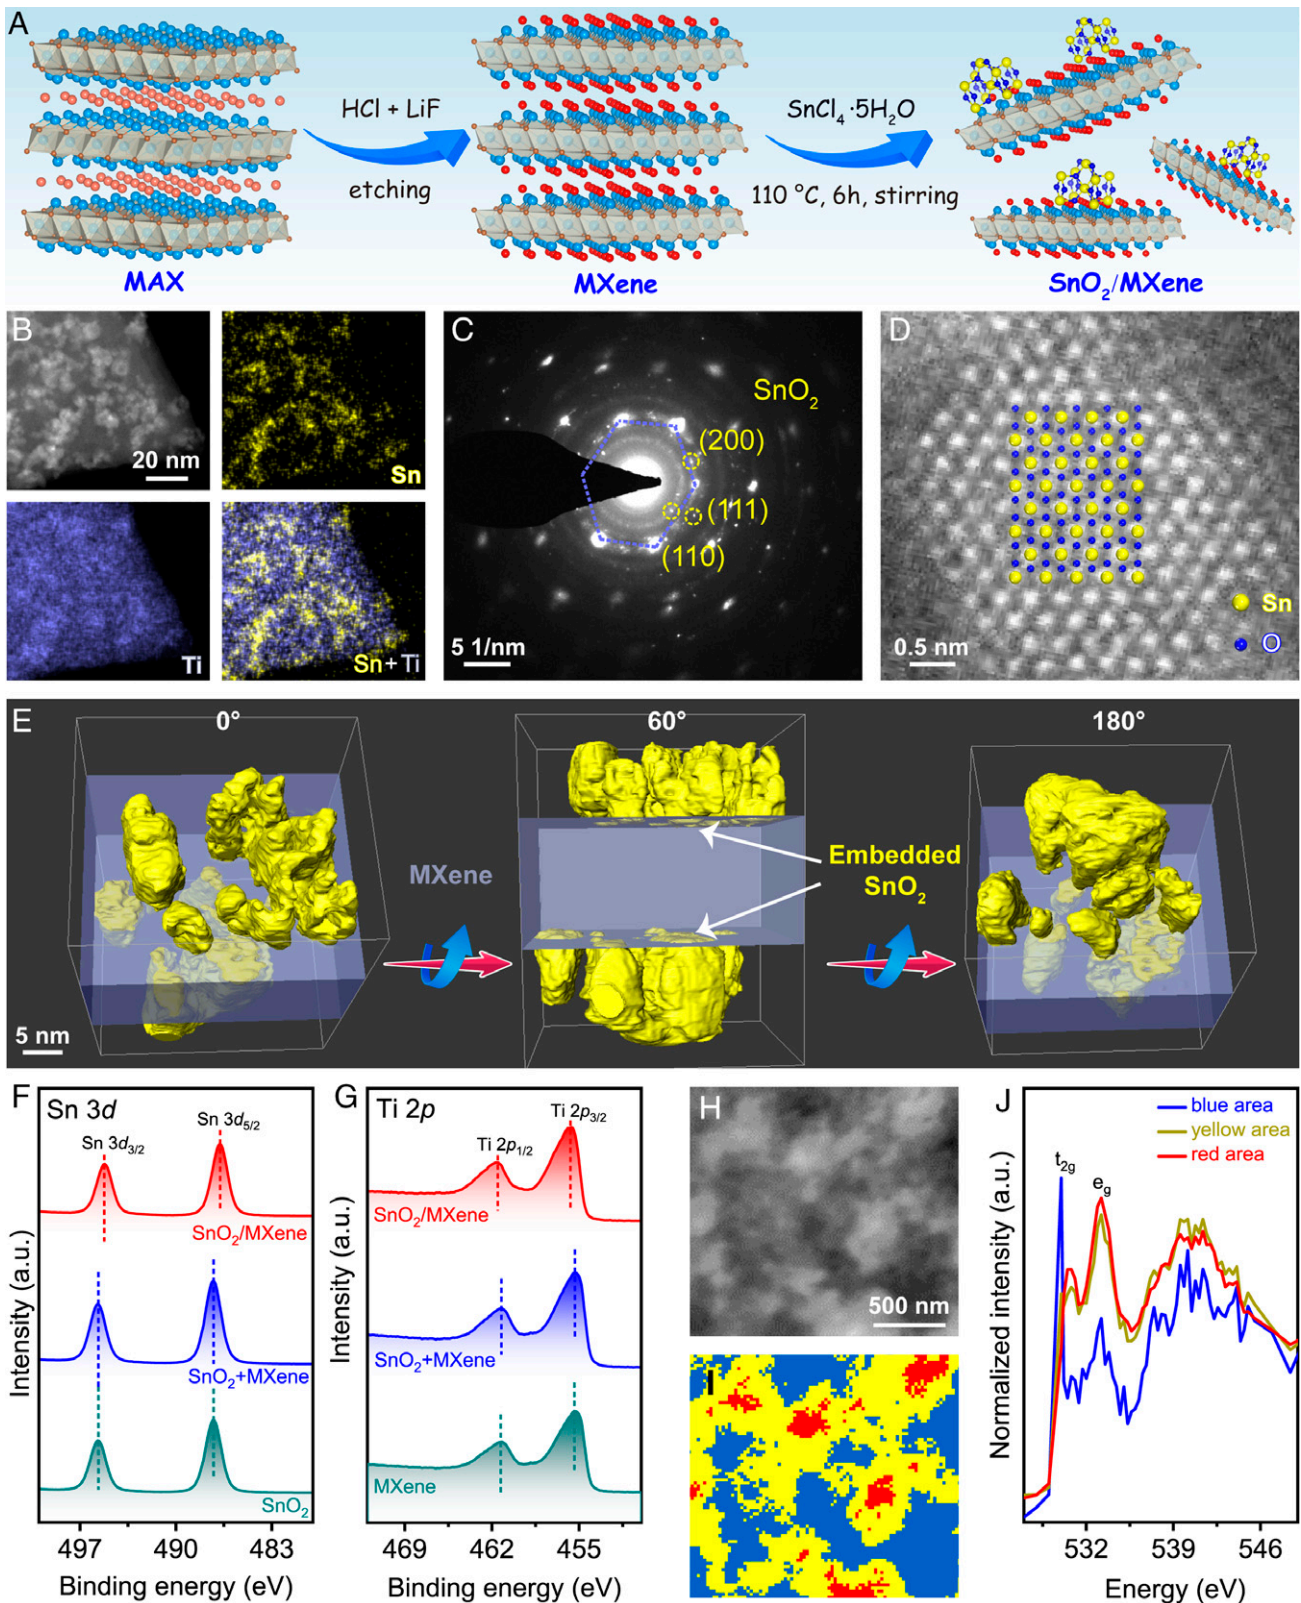 A
HCl + LiF
etching
SnCl₄·5H₂O
110 °C, 6h, stirring
MAX
MXene
SnO₂/MXene
B
20 nm
Sn
Ti
Sn+Ti
C
SnO₂
(200)
(111)
(110)
5 1/nm
D
Sn
O
0.5 nm
E
0°
60°
180°
MXene
Embedded
SnO₂
5 nm
F
Sn 3d
Sn 3d₃/₂
Sn 3d₅/₂
SnO₂/MXene
SnO₂+MXene
SnO₂
Intensity (a.u.)
497
490
483
Binding energy (eV)
G
Ti 2p
Ti 2p₁/₂
Ti 2p₃/₂
SnO₂/MXene
SnO₂+MXene
MXene
Intensity (a.u.)
469
462
455
Binding energy (eV)
H
500 nm
I
J
blue area
yellow area
red area
t₂g
eg
Normalized intensity (a.u.)
532
539
546
Energy (eV)